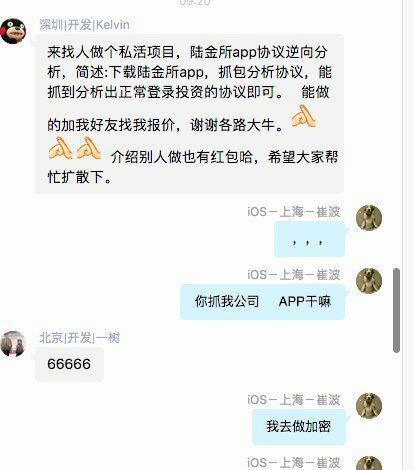 09:20
深圳|开发|Kelvin
来找人做个私活项目，陆金所app协议逆向分
析，简述:下载陆金所app，抓包分析协议，能
抓到分析出正常登录投资的协议即可。 能做
的加我好友找我报价，谢谢各路大牛。
介绍别人做也有红包哈，希望大家帮
忙扩散下。
iOS－上海－崔波
，，，
iOS－上海－崔波
你抓我公司 APP干嘛
北京|开发|一树
66666
iOS－上海－崔波
我去做加密
iOS－上海－崔波